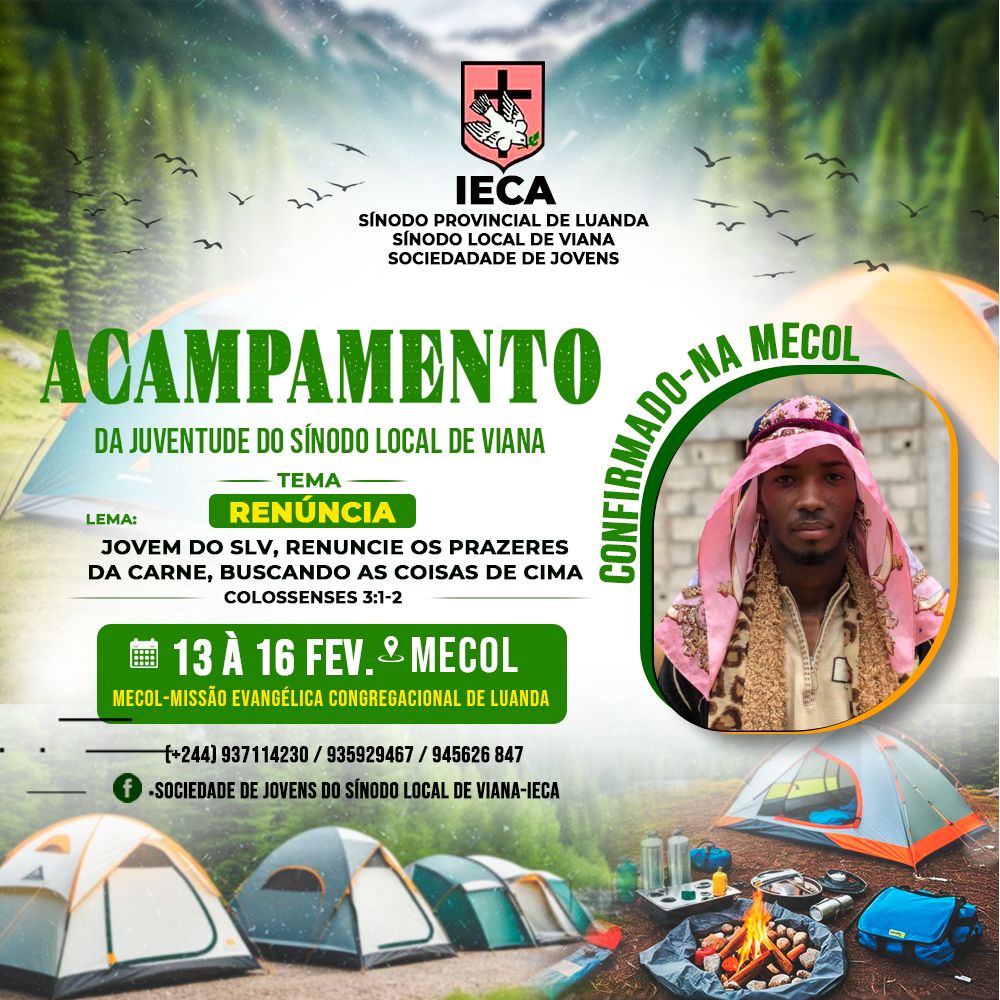 IECA
SÍNODO PROVINCIAL DE LUANDA
SÍNODO LOCAL DE VIANA
SOCIEDADADE DE JOVENS
ACAMPAMENTO
DA JUVENTUDE DO SÍNODO LOCAL DE VIANA
TEMA
RENÚNCIA
LEMA:
JOVEM DO SLV, RENUNCIE OS PRAZERES
DA CARNE, BUSCANDO AS COISAS DE CIMA
COLOSSENSES 3:1-2
13 À 16 FEV. MECOL
MECOL-MISSÃO EVANGÉLICA CONGREGACIONAL DE LUANDA
(+244) 937114230 / 935929467 / 945626 847
f -SOCIEDADE DE JOVENS DO SÍNODO LOCAL DE VIANA-IECA
CONFIRMADO-NA MECOL